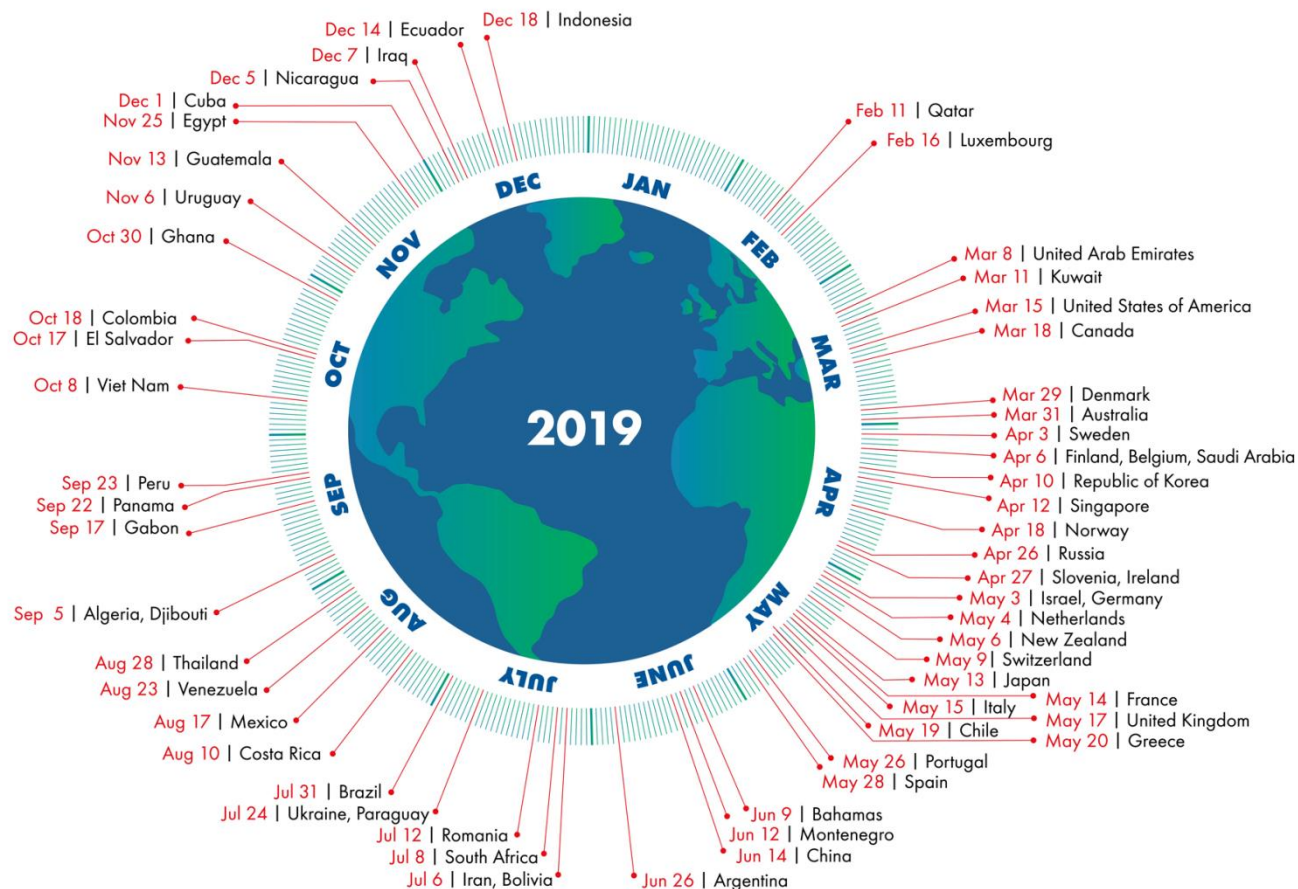 Dec 18 | Indonesia
Dec 14 | Ecuador
Dec 7 | Iraq
Dec 5 | Nicaragua
Dec 1 | Cuba
Nov 25 | Egypt
Nov 13 | Guatemala
Nov 6 | Uruguay
Oct 30 | Ghana
Oct 18 | Colombia
Oct 17 | El Salvador
Oct 8 | Viet Nam
Sep 23 | Peru
Sep 22 | Panama
Sep 17 | Gabon
Sep 5 | Algeria, Djibouti
Aug 28 | Thailand
Aug 23 | Venezuela
Aug 17 | Mexico
Aug 10 | Costa Rica
Jul 31 | Brazil
Jul 24 | Ukraine, Paraguay
Jul 12 | Romania
Jul 8 | South Africa
Jul 6 | Iran, Bolivia
Feb 11 | Qatar
Feb 16 | Luxembourg
Mar 8 | United Arab Emirates
Mar 11 | Kuwait
Mar 15 | United States of America
Mar 18 | Canada
Mar 29 | Denmark
Mar 31 | Australia
Apr 3 | Sweden
Apr 6 | Finland, Belgium, Saudi Arabia
Apr 10 | Republic of Korea
Apr 12 | Singapore
Apr 18 | Norway
Apr 26 | Russia
Apr 27 | Slovenia, Ireland
May 3 | Israel, Germany
May 4 | Netherlands
May 6 | New Zealand
May 9 | Switzerland
May 13 | Japan
May 14 | France
May 15 | Italy
May 17 | United Kingdom
May 19 | Chile
May 20 | Greece
May 26 | Portugal
May 28 | Spain
Jun 9 | Bahamas
Jun 12 | Montenegro
Jun 14 | China
Jun 26 | Argentina
JAN
FEB
MAR
APR
MAY
JUNE
JULY
AUG
SEP
OCT
NOV
DEC
2019